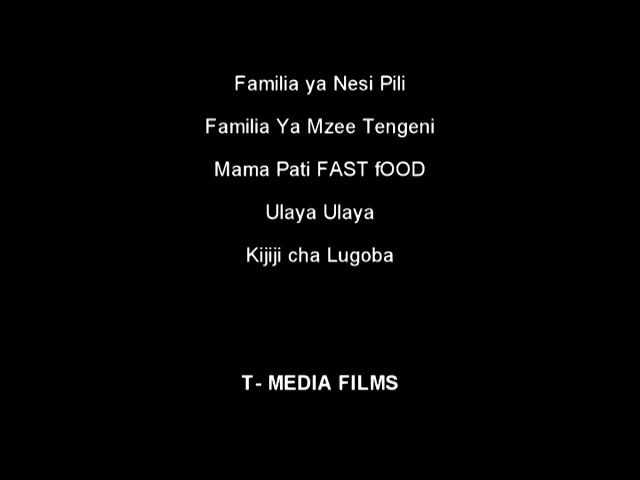 Familia ya Nesi Pili
Familia Ya Mzee Tengeni
Mama Pati FAST fOOD
Ulaya Ulaya
Kijiji cha Lugoba
T- MEDIA FILMS